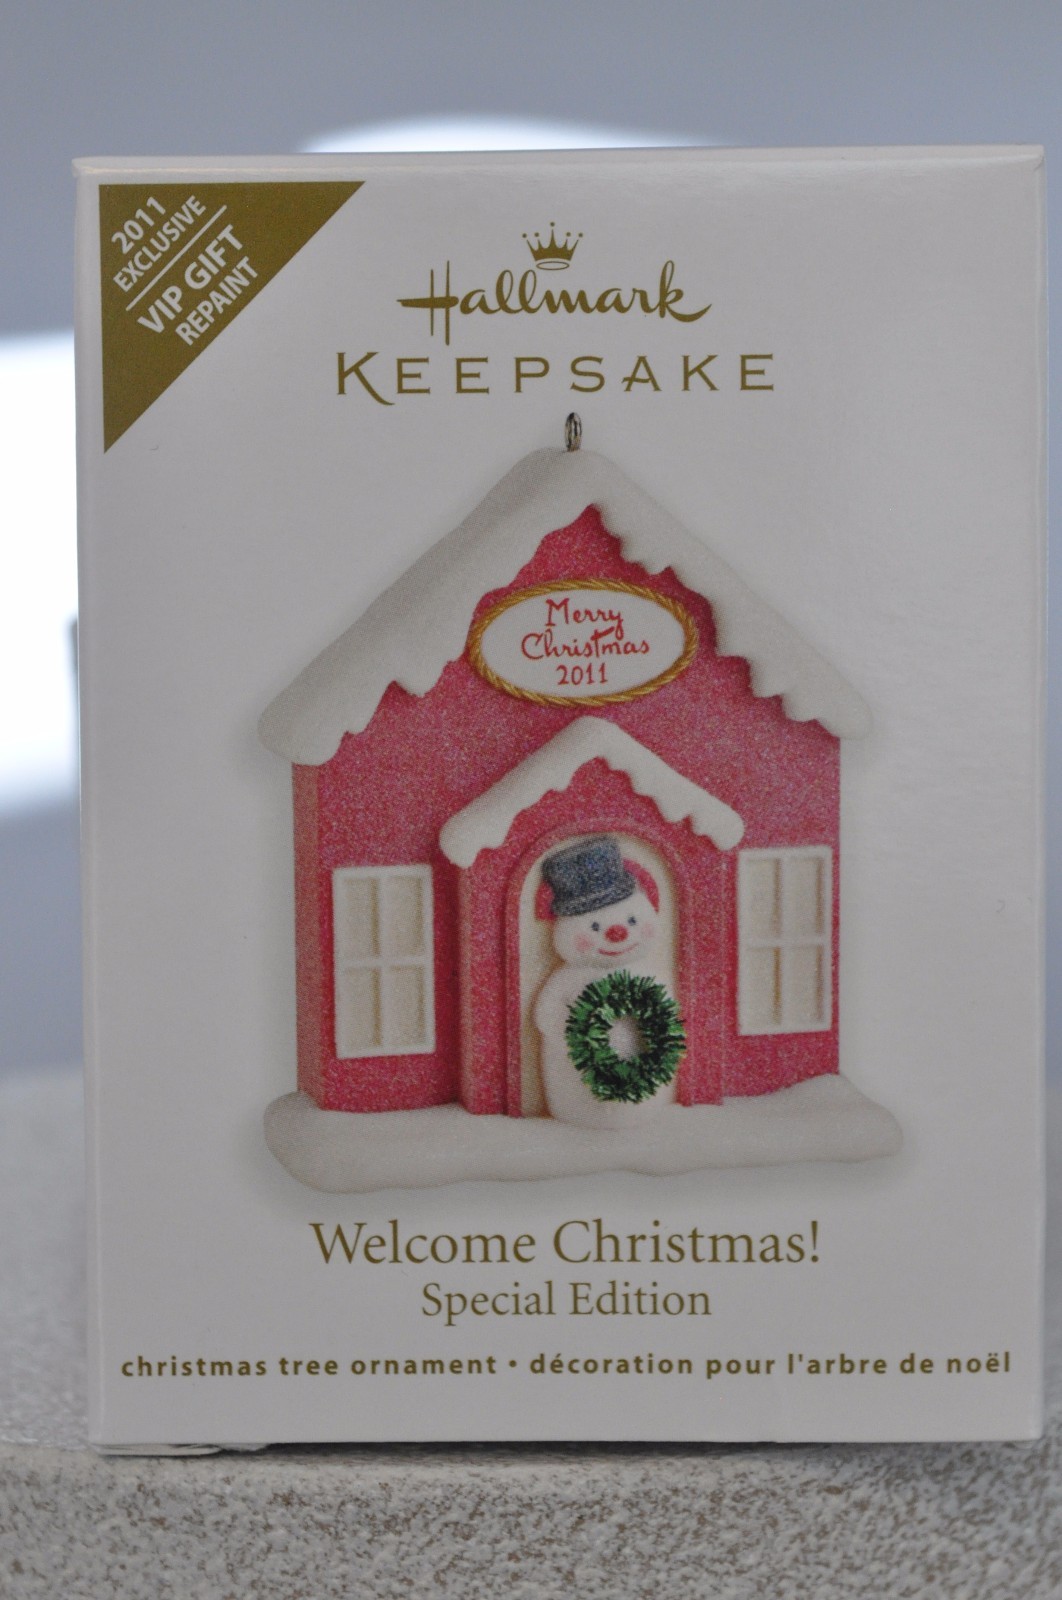 2011
EXCLUSIVE
VIP GIFT
REPAINT
Hallmark
KEEPSAKE
Merry
Christmas
2011
Welcome Christmas!
Special Edition
christmas tree ornament • décoration pour l'arbre de noël